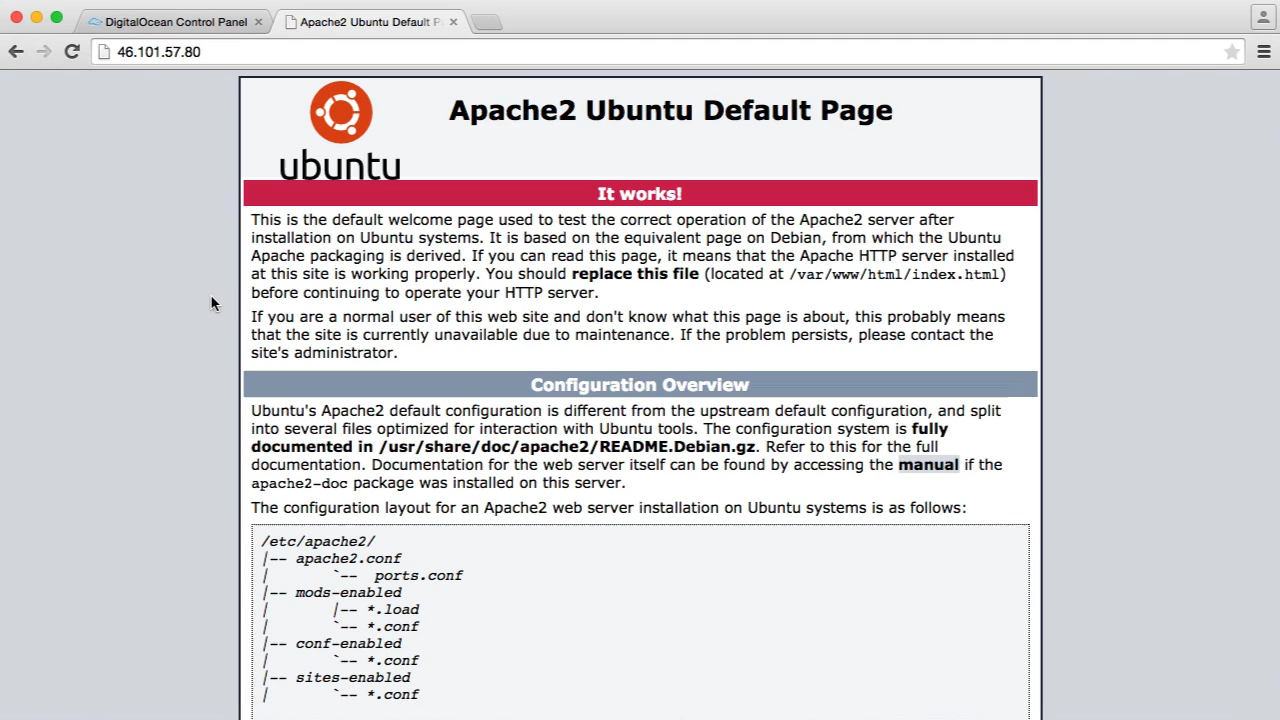 DigitalOcean Control Panel
Apache2 Ubuntu Default P
46.101.57.80
ubuntu
Apache2 Ubuntu Default Page
It works!
This is the default welcome page used to test the correct operation of the Apache2 server after
installation on Ubuntu systems. It is based on the equivalent page on Debian, from which the Ubuntu
Apache packaging is derived. If you can read this page, it means that the Apache HTTP server installed
at this site is working properly. You should replace this file (located at /var/www/html/index.html)
before continuing to operate your HTTP server.
If you are a normal user of this web site and don't know what this page is about, this probably means
that the site is currently unavailable due to maintenance. If the problem persists, please contact the
site's administrator.
Configuration Overview
Ubuntu's Apache2 default configuration is different from the upstream default configuration, and split
into several files optimized for interaction with Ubuntu tools. The configuration system is fully
documented in /usr/share/doc/apache2/README.Debian.gz. Refer to this for the full
documentation. Documentation for the web server itself can be found by accessing the manual if the
apache2-doc package was installed on this server.
The configuration layout for an Apache2 web server installation on Ubuntu systems is as follows:
/etc/apache2/
|-- apache2.conf
|       `--  ports.conf
|-- mods-enabled
|       |-- *.load
|       `-- *.conf
|-- conf-enabled
|       `-- *.conf
|-- sites-enabled
|       `-- *.conf